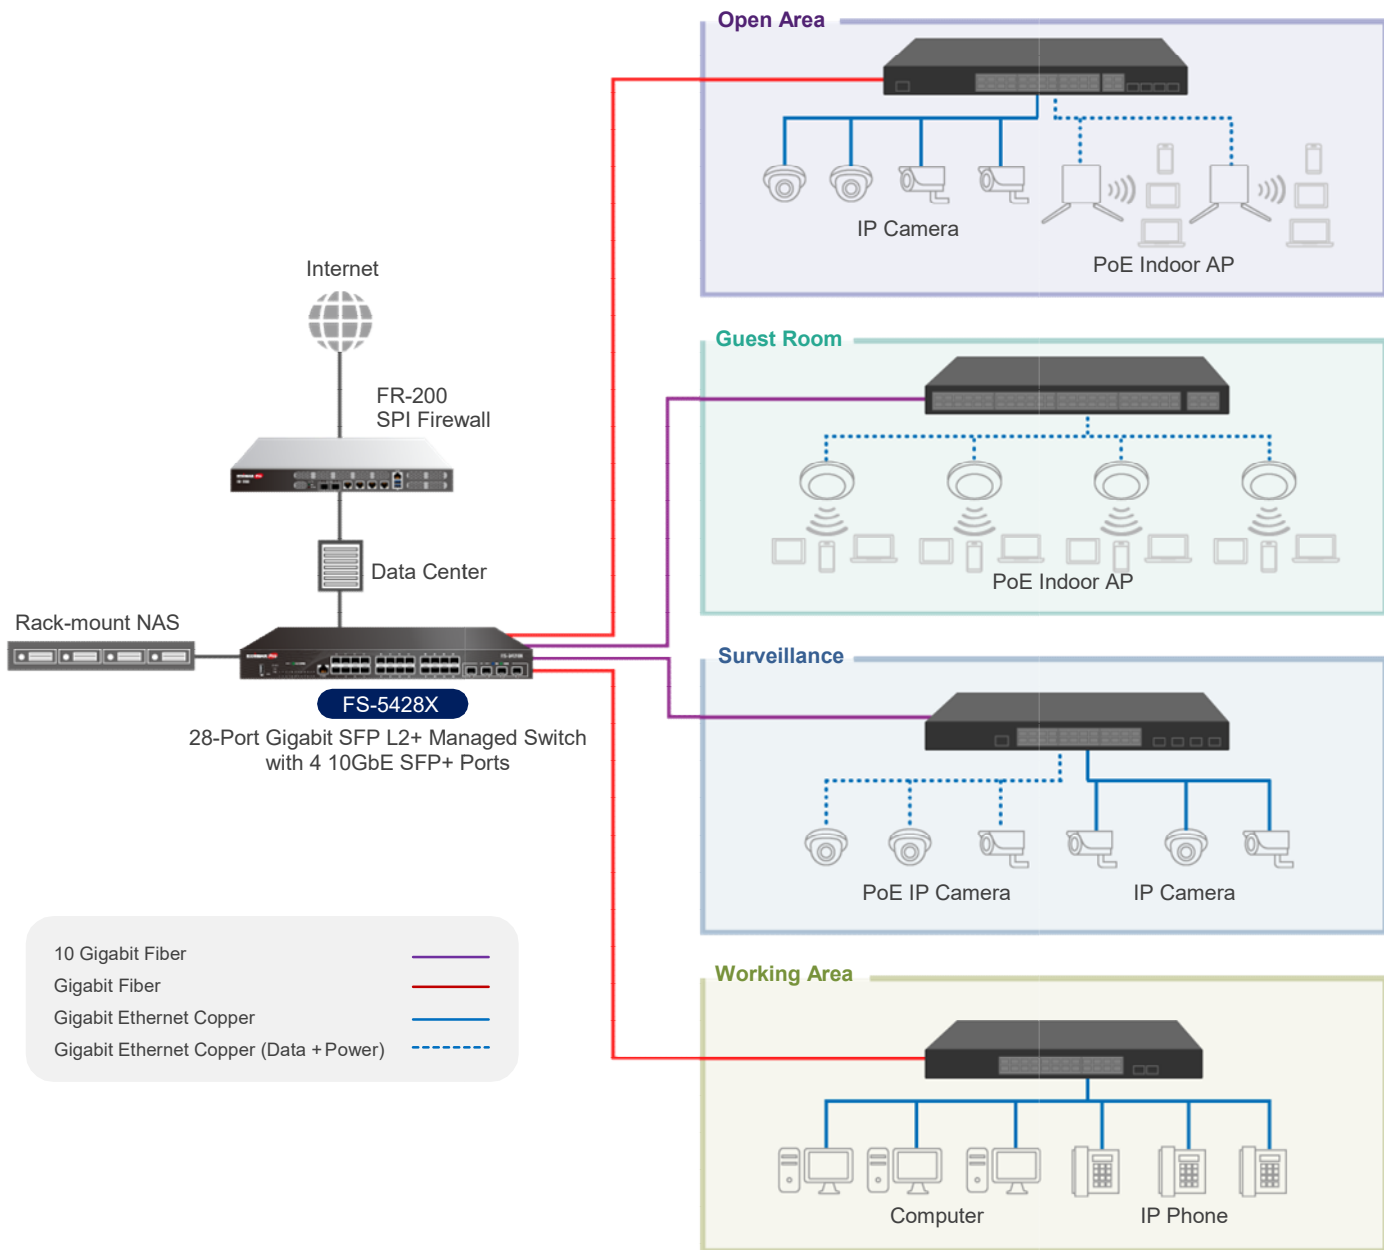 Open Area
IP Camera
PoE Indoor AP
Internet
FR-200
SPI Firewall
Data Center
Rack-mount NAS
FS-5428X
28-Port Gigabit SFP L2+ Managed Switch
with 4 10GbE SFP+ Ports
Guest Room
PoE Indoor AP
Surveillance
PoE IP Camera
IP Camera
10 Gigabit Fiber
Gigabit Fiber
Gigabit Ethernet Copper
Gigabit Ethernet Copper (Data + Power)
Working Area
Computer
IP Phone